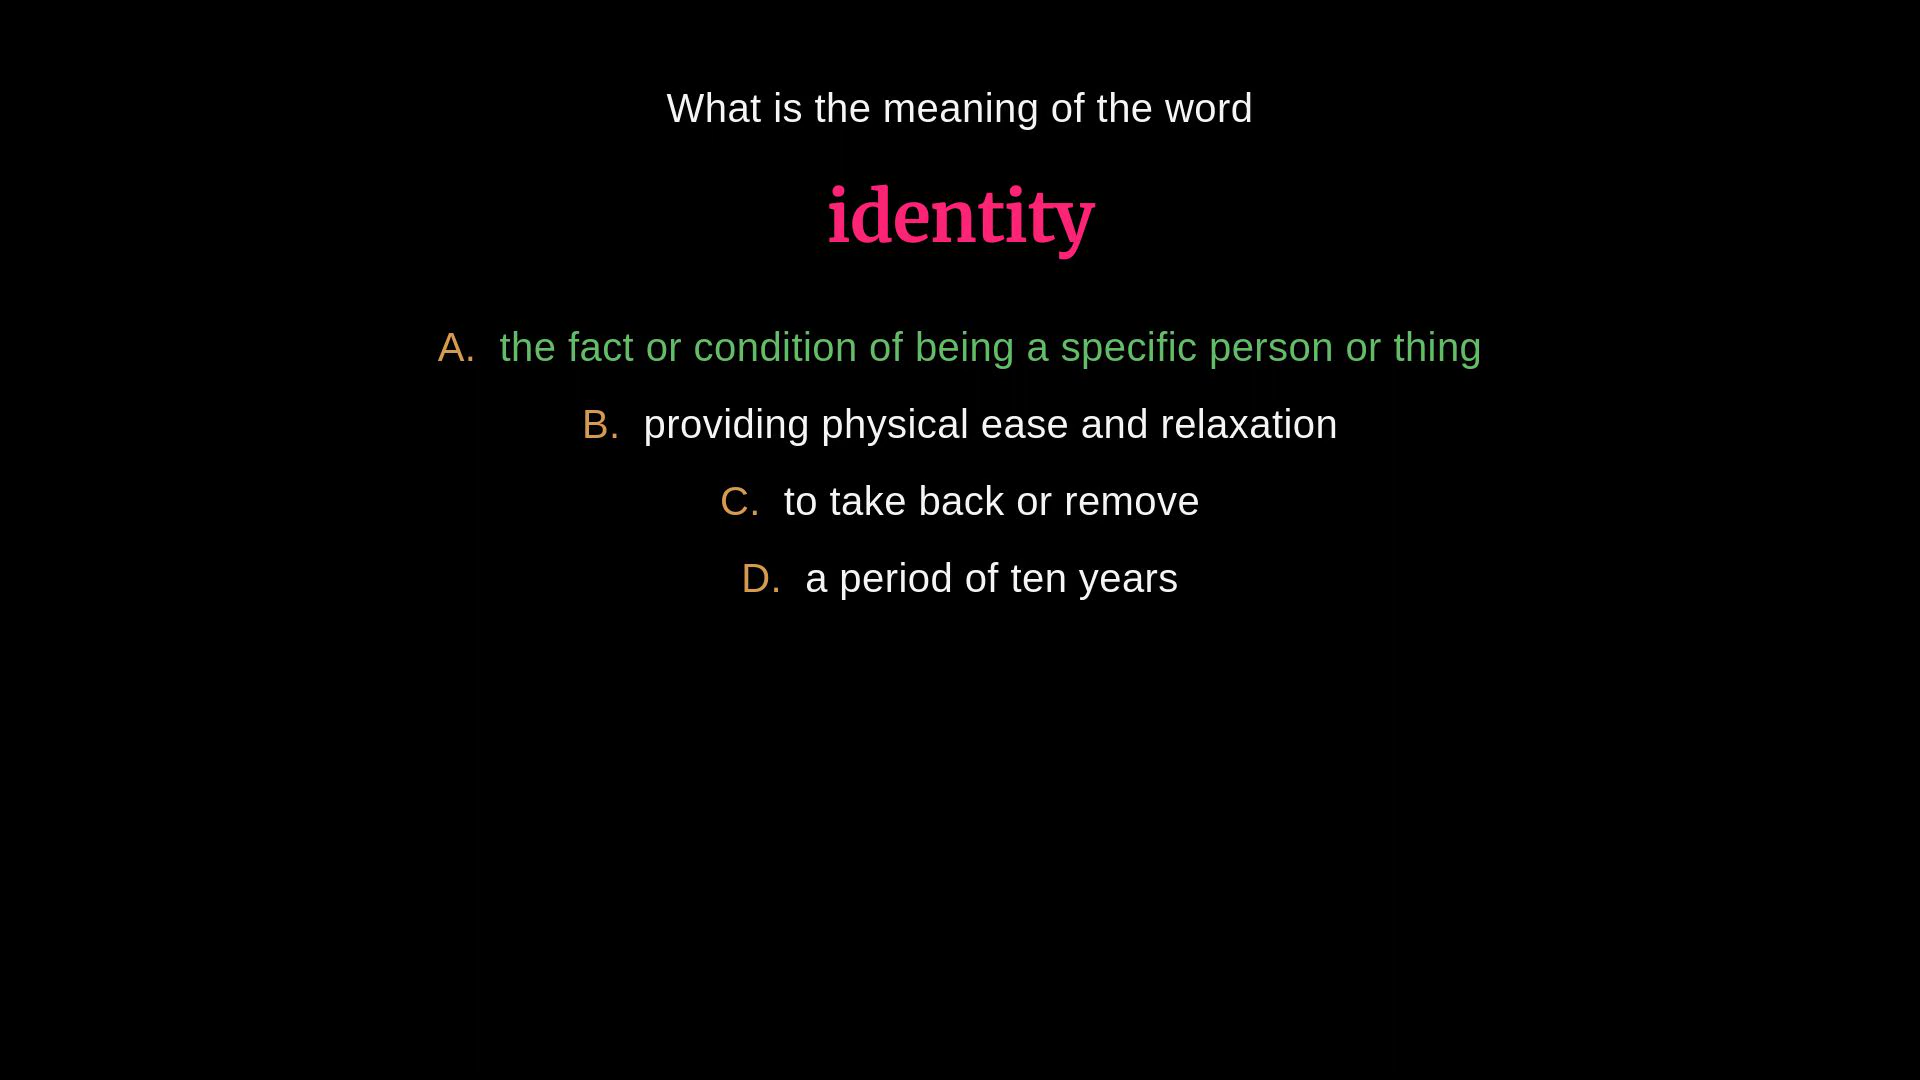 What is the meaning of the word
identity
A. the fact or condition of being a specific person or thing
B. providing physical ease and relaxation
C. to take back or remove
D. a period of ten years